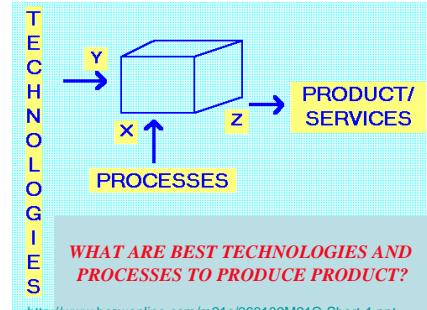 TECHNOLOGIES
Y
X
Z
PRODUCT/
SERVICES
PROCESSES
WHAT ARE BEST TECHNOLOGIES AND
PROCESSES TO PRODUCE PRODUCT?